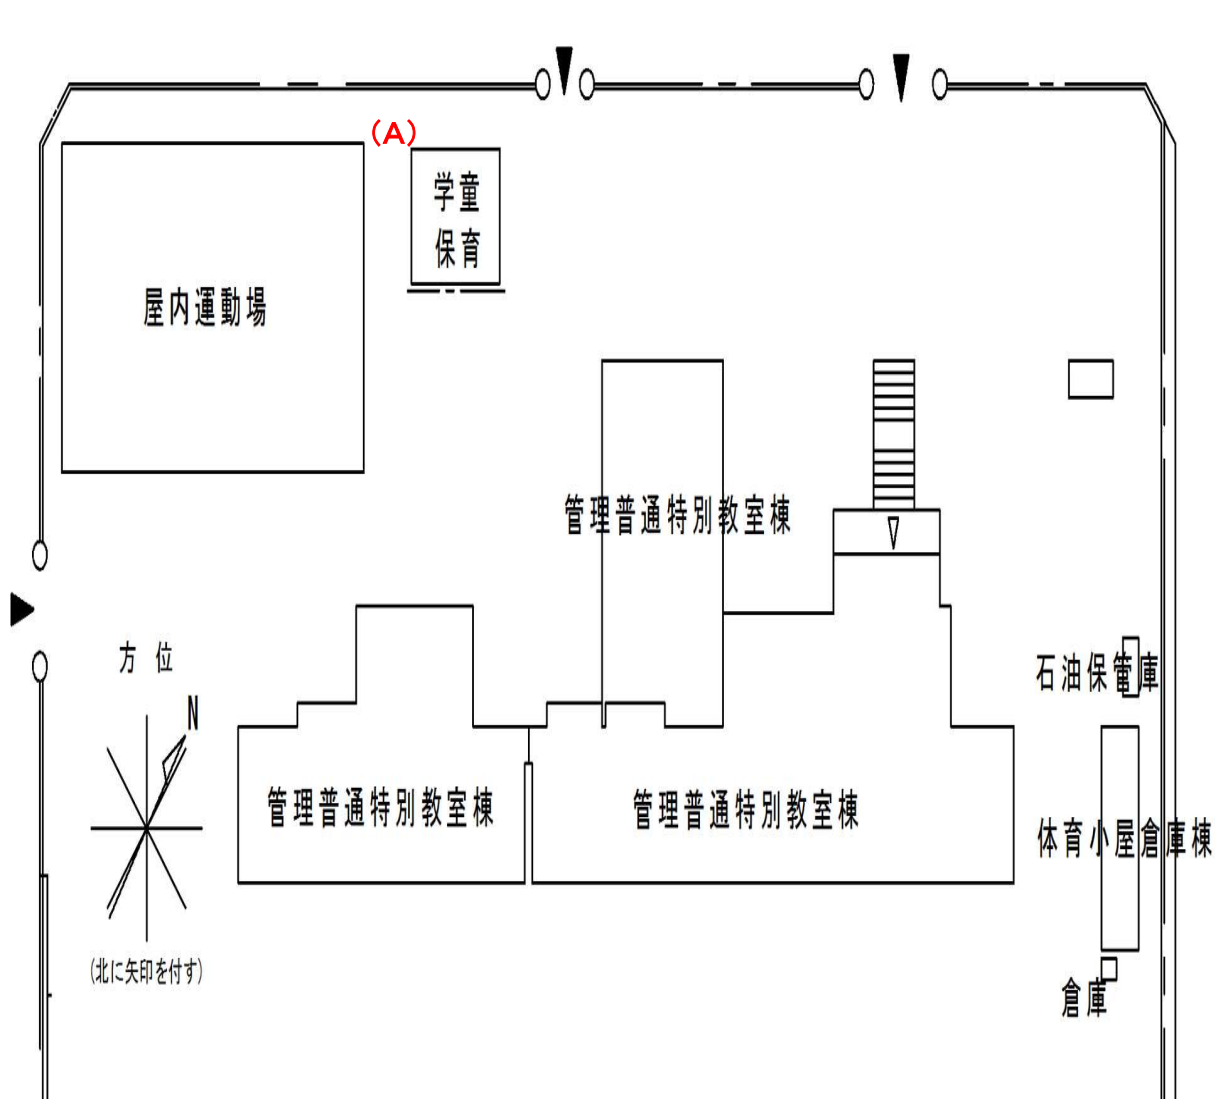 (A)
学童
保育
屋内運動場
管理普通特別教室棟
方位
N
石油保管庫
管理普通特別教室棟
管理普通特別教室棟
体育小屋倉庫棟
(北に矢印を付す)
倉庫